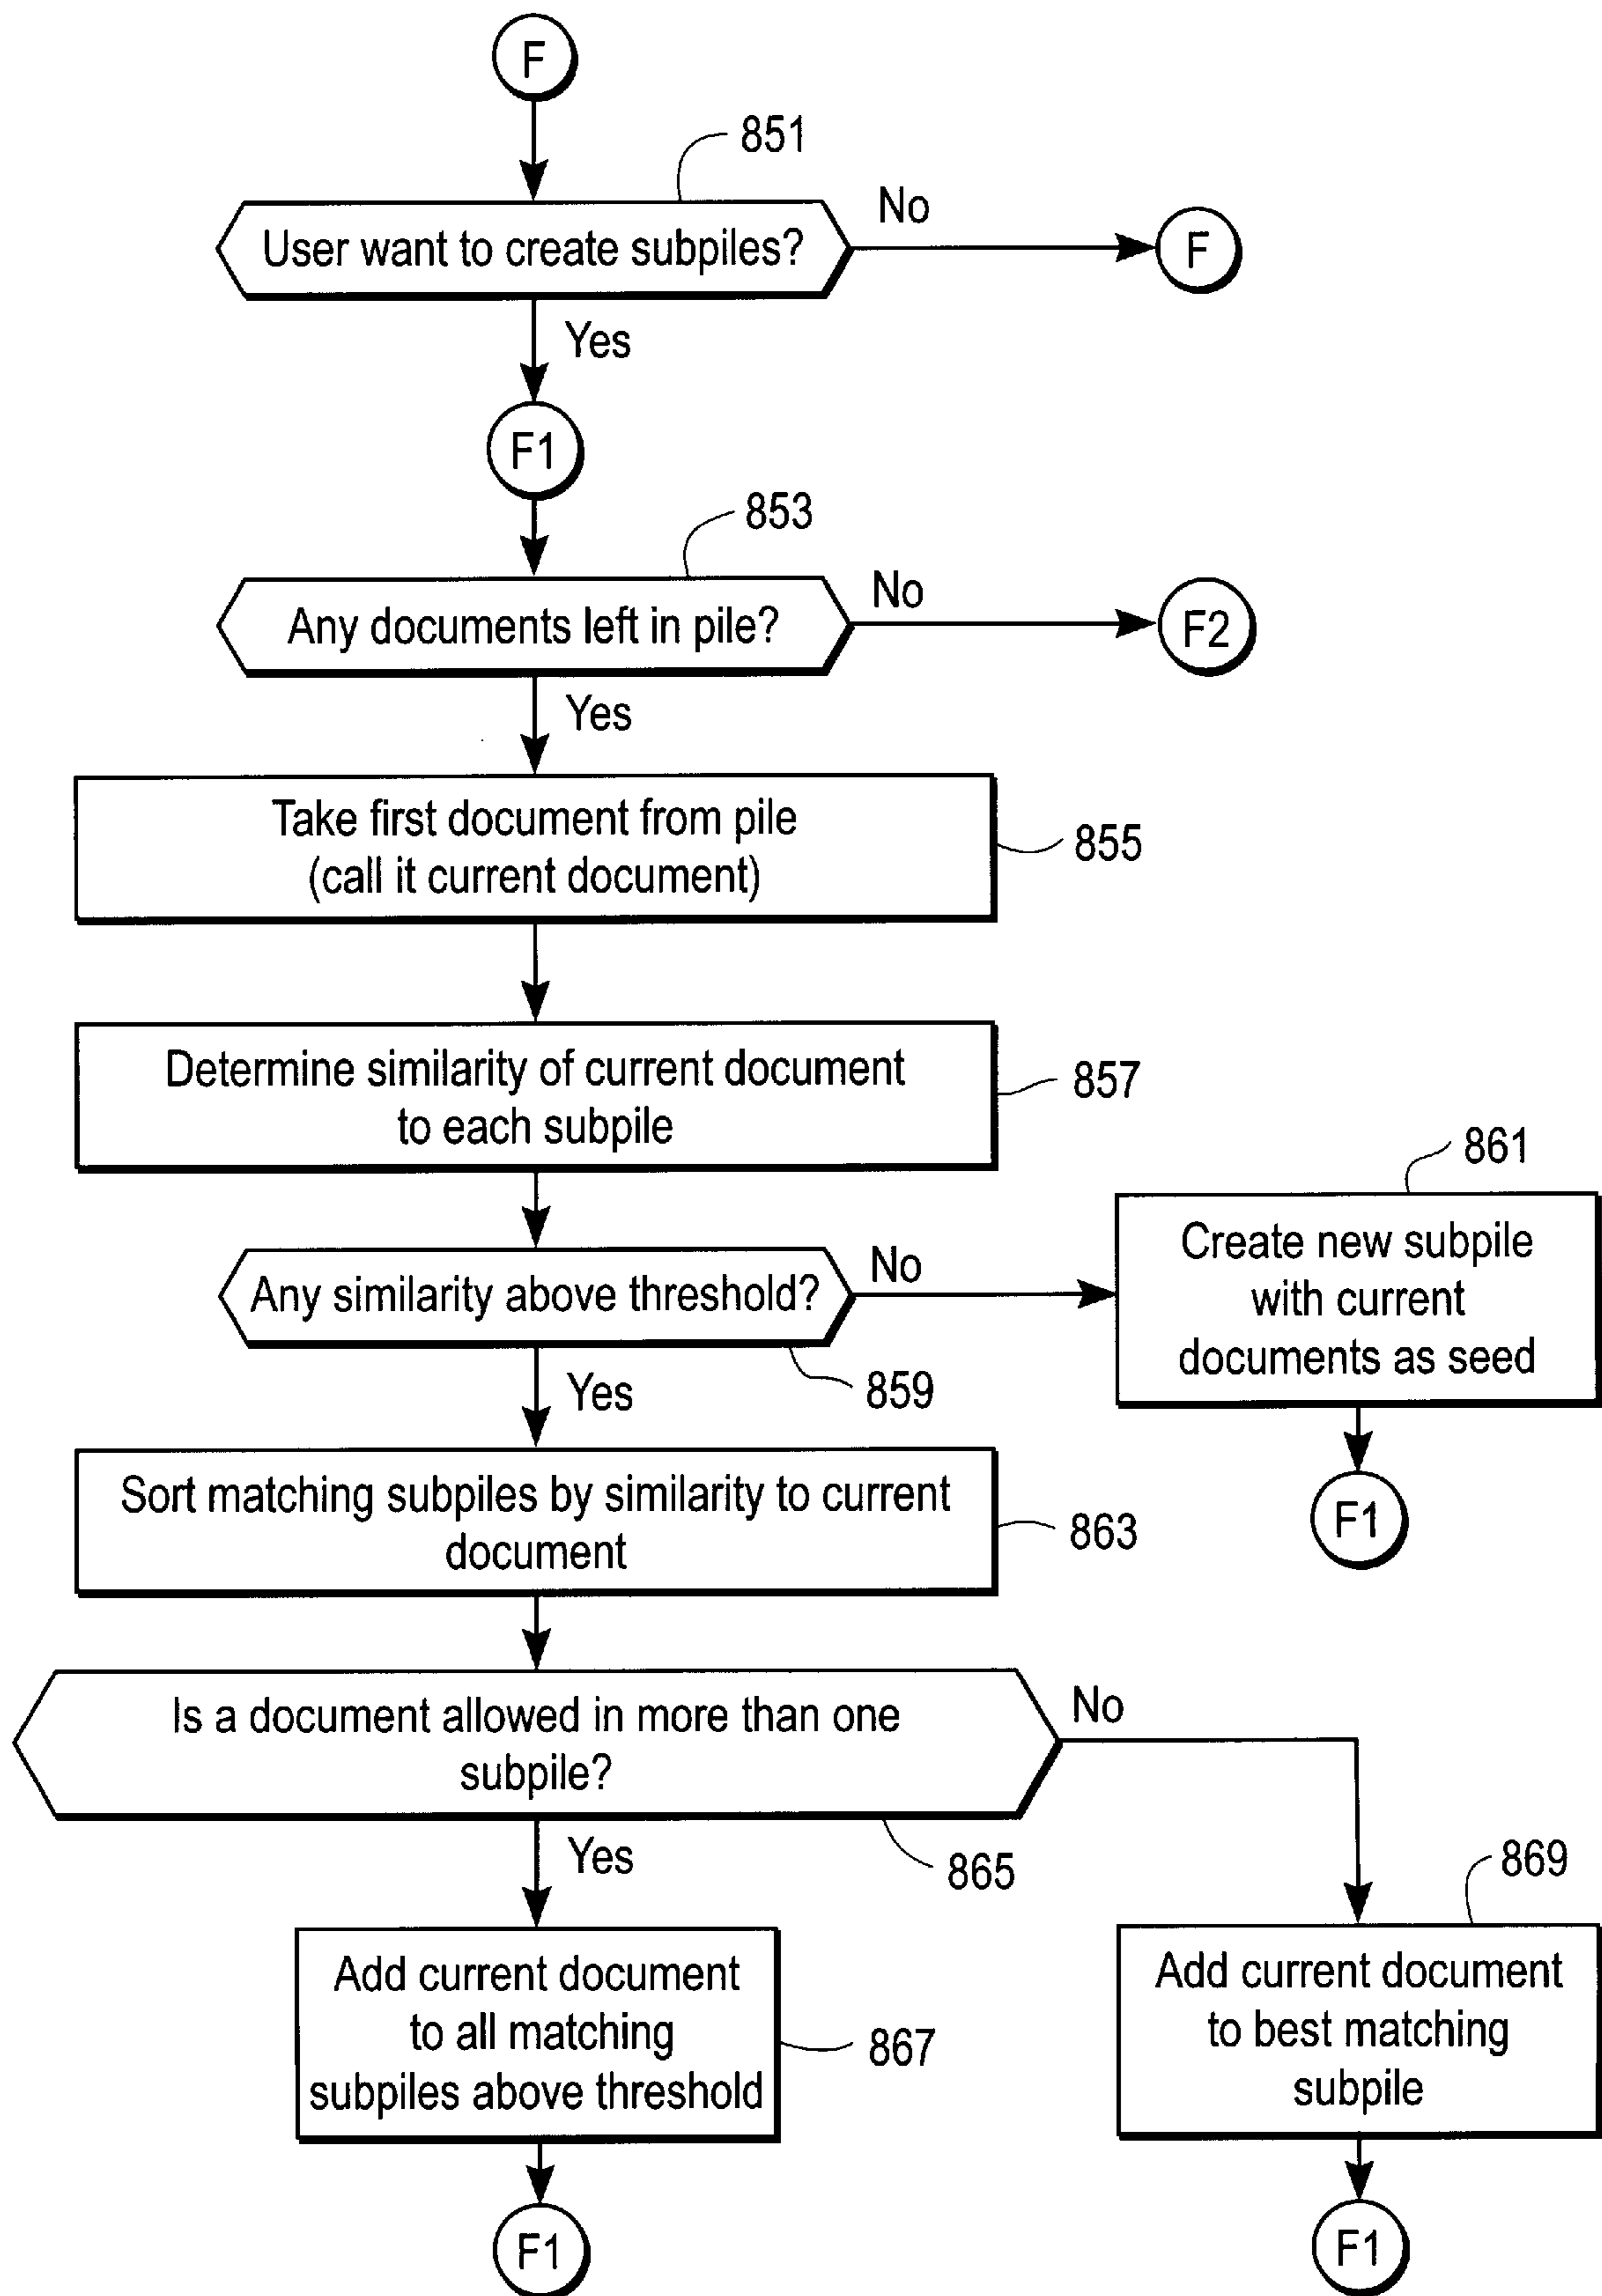 F
851
User want to create subpiles?
No
F
Yes
F1
853
Any documents left in pile?
No
F2
Yes
Take first document from pile
(call it current document)
855
Determine similarity of current document
to each subpile
857
861
Any similarity above threshold?
No
Create new subpile
with current
documents as seed
859
Yes
F1
Sort matching subpiles by similarity to current
document
863
Is a document allowed in more than one
subpile?
No
Yes
865
869
Add current document
to all matching
subpiles above threshold
867
Add current document
to best matching
subpile
F1
F1